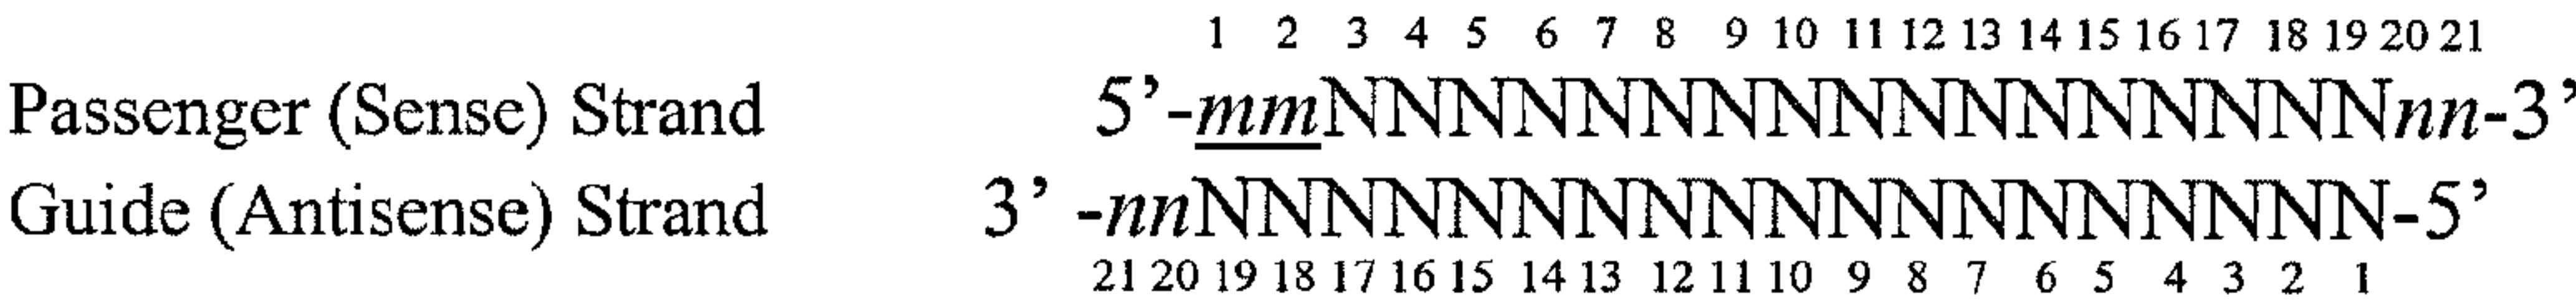 1 2 3 4 5 6 7 8 9 10 11 12 13 14 15 16 17 18 19 20 21
Passenger (Sense) Strand 5’-mmNNNNNNNNNNNNNNNNNnn-3’
Guide (Antisense) Strand 3’ -nnNNNNNNNNNNNNNNNNNNN-5’
21 20 19 18 17 16 15 14 13 12 11 10 9 8 7 6 5 4 3 2 1